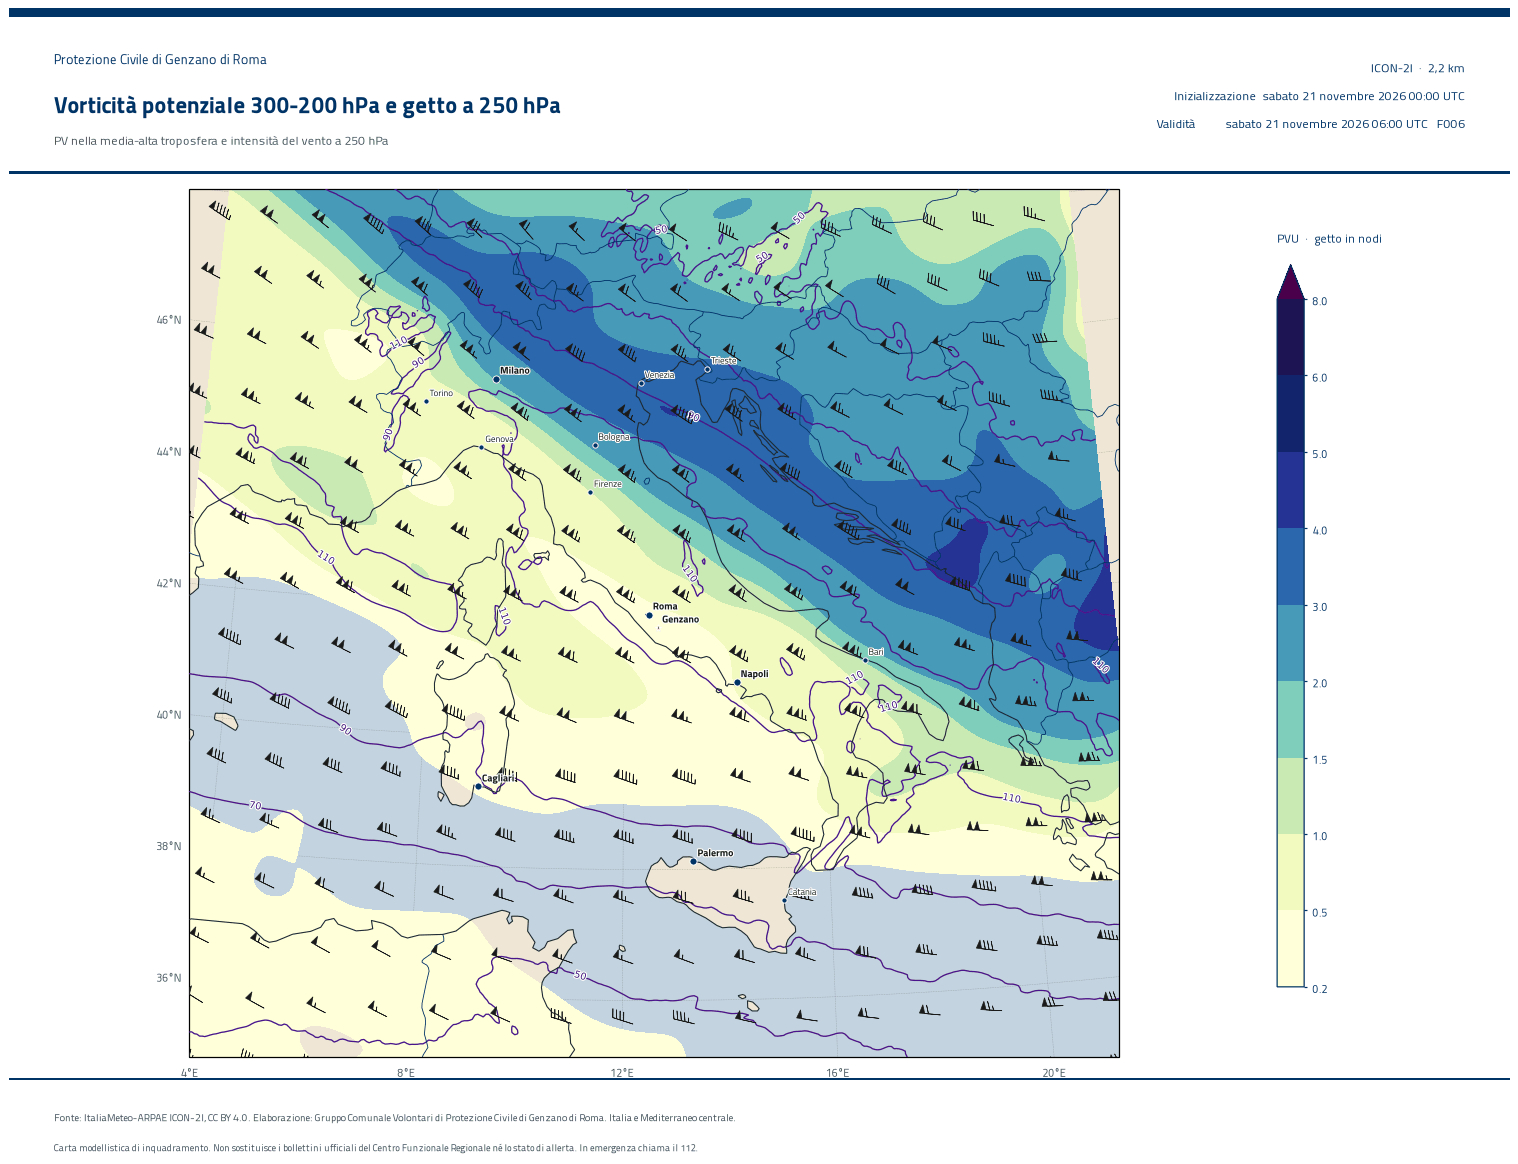 Protezione Civile di Genzano di Roma
Vorticità potenziale 300-200 hPa e getto a 250 hPa
PV nella media-alta troposfera e intensità del vento a 250 hPa
ICON-2I · 2,2 km
Inizializzazione sabato 21 novembre 2026 00:00 UTC
Validità sabato 21 novembre 2026 06:00 UTC F006
PVU · getto in nodi
8.0
6.0
5.0
4.0
3.0
2.0
1.5
1.0
0.5
0.2
46°N
44°N
42°N
40°N
38°N
36°N
4°E
8°E
12°E
16°E
20°E
50
50
50
110
90
Trieste
Milano
Venezia
Torino
90
90
Genova
Bologna
Firenze
110
110
110
Roma
Genzano
Bari
110
Napoli
110
110
90
Cagliari
70
110
Palermo
Catania
50
Fonte: ItaliaMeteo-ARPAE ICON-2I, CC BY 4.0. Elaborazione: Gruppo Comunale Volontari di Protezione Civile di Genzano di Roma. Italia e Mediterraneo centrale.
Carta modellistica di inquadramento. Non sostituisce i bollettini ufficiali del Centro Funzionale Regionale né lo stato di allerta. In emergenza chiama il 112.